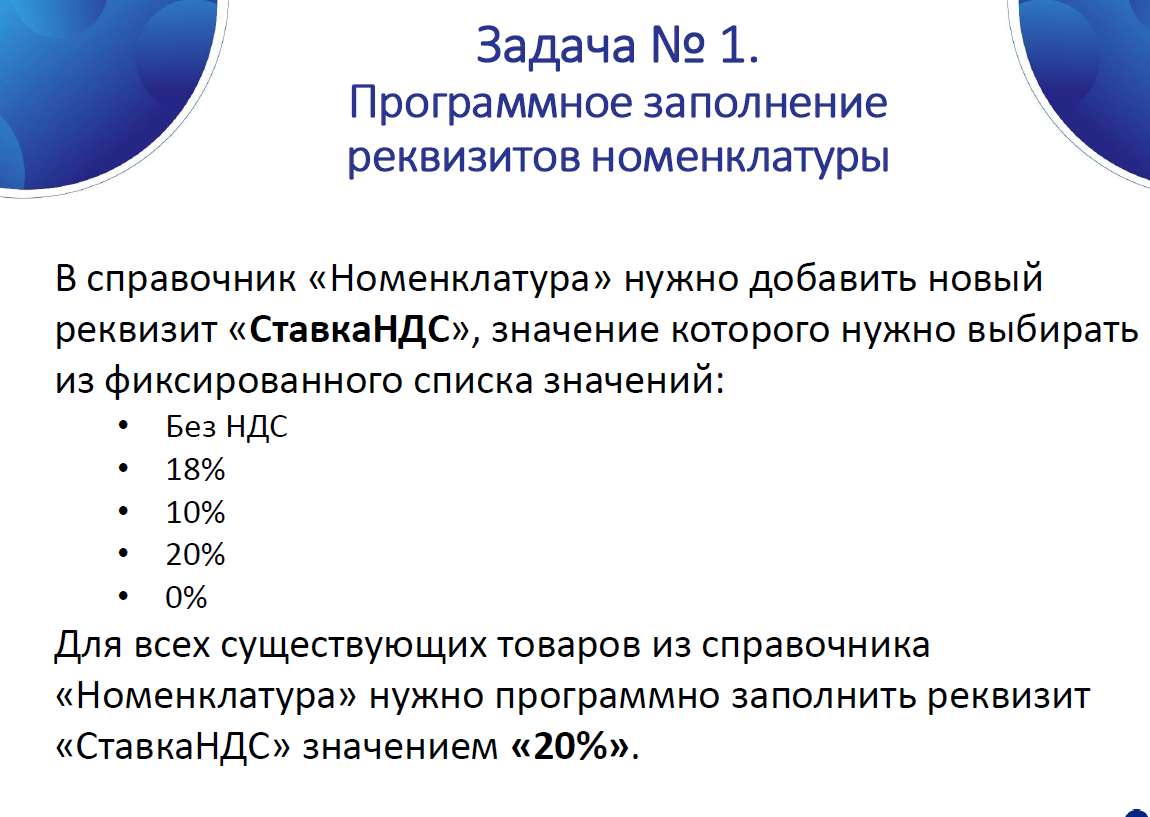 Задача № 1.
Программное заполнение
реквизитов номенклатуры
В справочник «Номенклатура» нужно добавить новый
реквизит «СтавкаНДС», значение которого нужно выбирать
из фиксированного списка значений:
• Без НДС
• 18%
• 10%
• 20%
• 0%
Для всех существующих товаров из справочника
«Номенклатура» нужно программно заполнить реквизит
«СтавкаНДС» значением «20%».